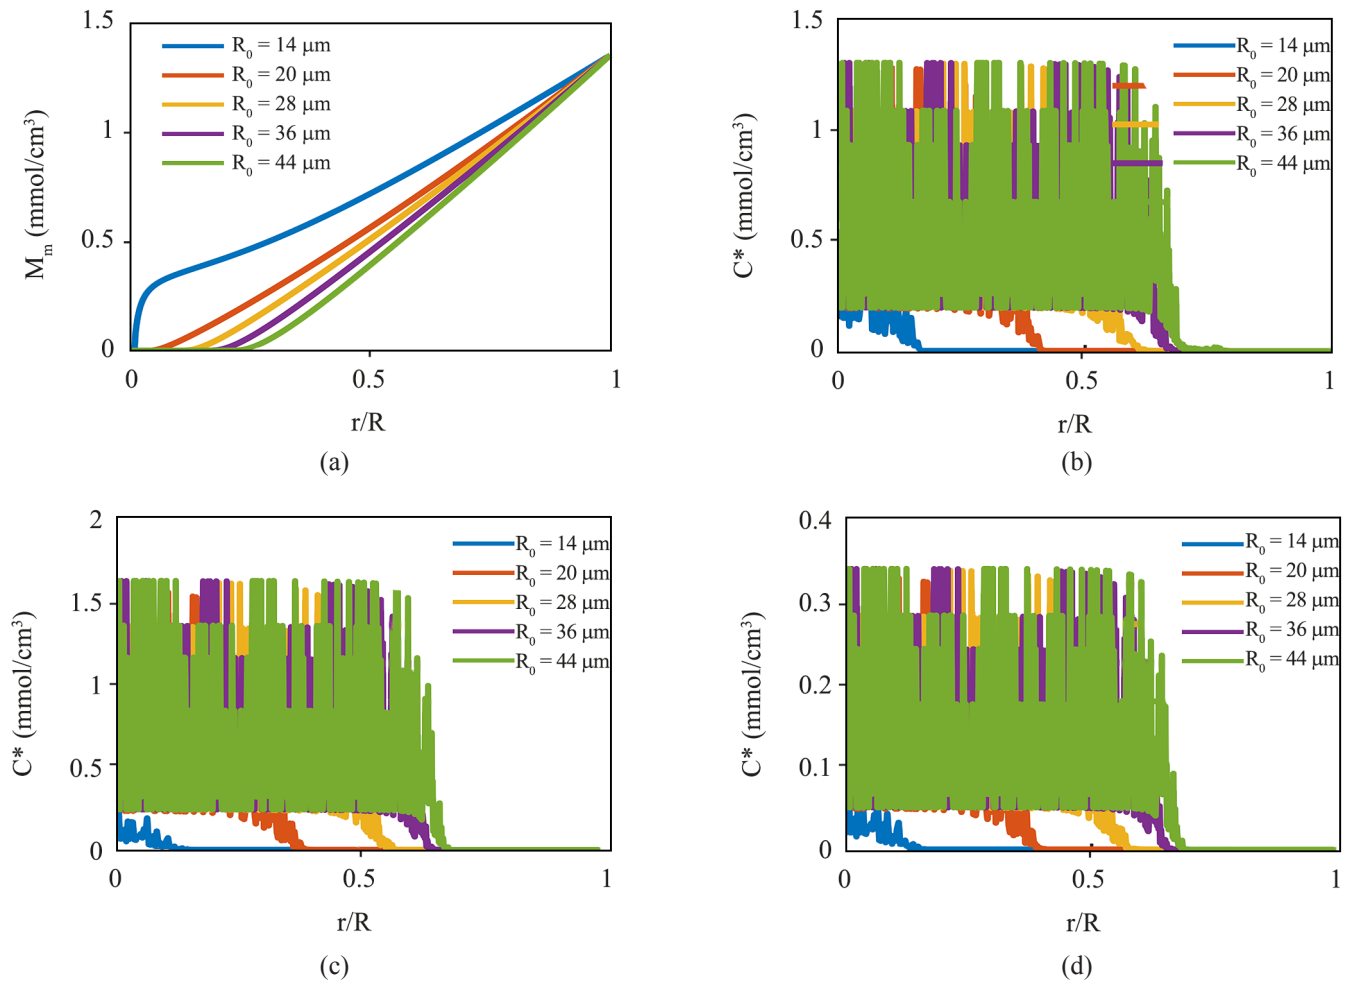 1.5
1
0.5
0
M_m (mmol/cm³)
R₀ = 14 µm
R₀ = 20 µm
R₀ = 28 µm
R₀ = 36 µm
R₀ = 44 µm
0
0.5
1
r/R
(a)
1.5
1
0.5
0
C* (mmol/cm³)
R₀ = 14 µm
R₀ = 20 µm
R₀ = 28 µm
R₀ = 36 µm
R₀ = 44 µm
0
0.5
1
r/R
(b)
2
1.5
1
0.5
0
C* (mmol/cm³)
R₀ = 14 µm
R₀ = 20 µm
R₀ = 28 µm
R₀ = 36 µm
R₀ = 44 µm
0
0.5
1
r/R
(c)
0.4
0.3
0.2
0.1
0
C* (mmol/cm³)
R₀ = 14 µm
R₀ = 20 µm
R₀ = 28 µm
R₀ = 36 µm
R₀ = 44 µm
0
0.5
1
r/R
(d)